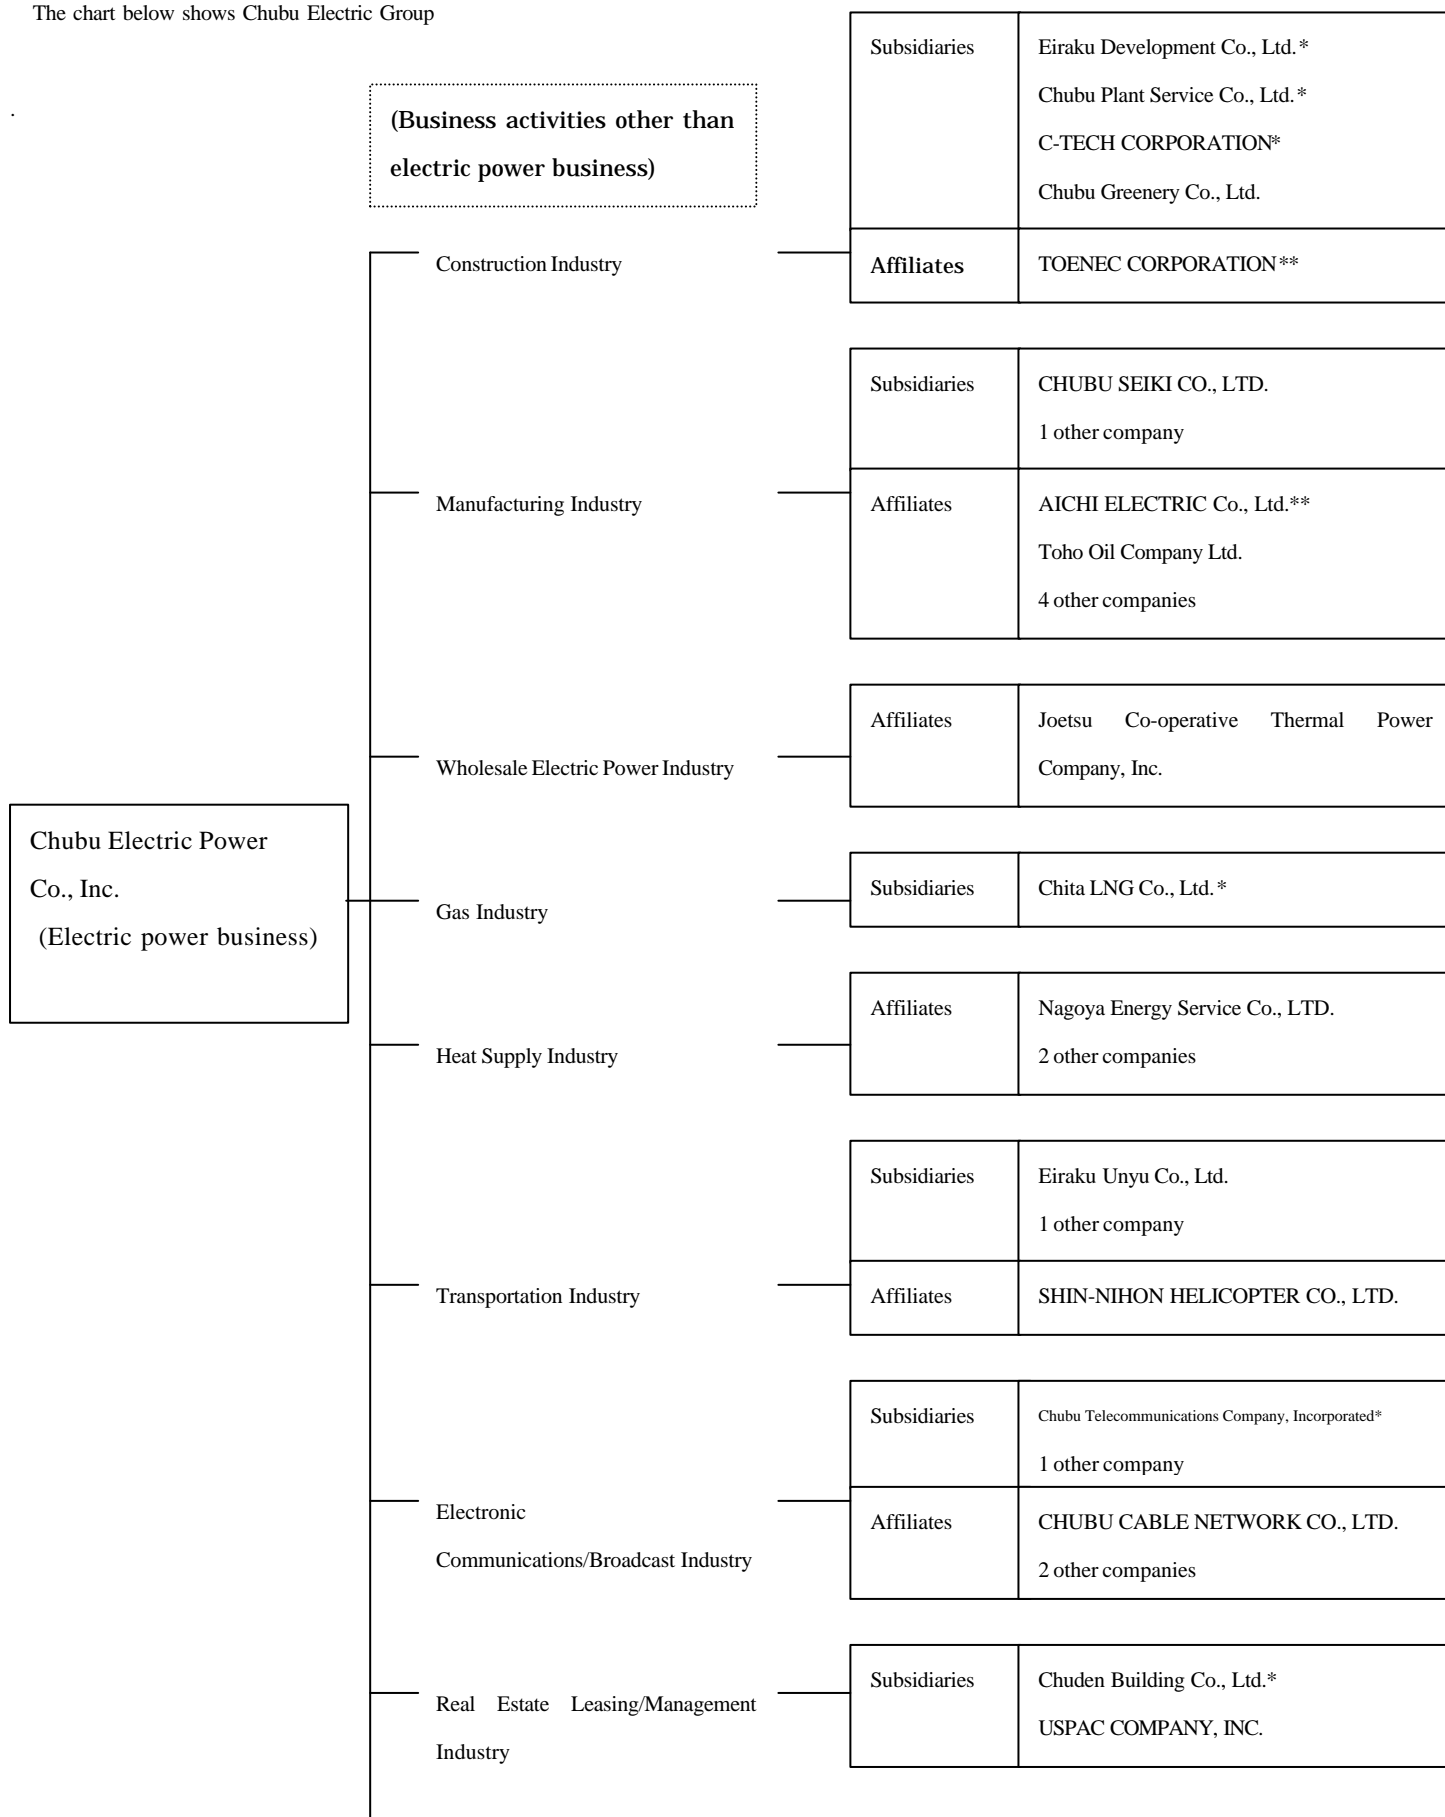 The chart below shows Chubu Electric Group
.
(Business activities other than
electric power business)
Subsidiaries
Eiraku Development Co., Ltd.*
Chubu Plant Service Co., Ltd.*
C-TECH CORPORATION*
Chubu Greenery Co., Ltd.
Construction Industry
Affiliates
TOENEC CORPORATION**
Subsidiaries
CHUBU SEIKI CO., LTD.
1 other company
Manufacturing Industry
Affiliates
AICHI ELECTRIC Co., Ltd.**
Toho Oil Company Ltd.
4 other companies
Affiliates
Joetsu Co-operative Thermal Power
Company, Inc.
Wholesale Electric Power Industry
Chubu Electric Power
Co., Inc.
(Electric power business)
Subsidiaries
Chita LNG Co., Ltd.*
Gas Industry
Affiliates
Nagoya Energy Service Co., LTD.
2 other companies
Heat Supply Industry
Subsidiaries
Eiraku Unyu Co., Ltd.
1 other company
Transportation Industry
Affiliates
SHIN-NIHON HELICOPTER CO., LTD.
Subsidiaries
Chubu Telecommunications Company, Incorporated*
1 other company
Electronic
Communications/Broadcast Industry
Affiliates
CHUBU CABLE NETWORK CO., LTD.
2 other companies
Subsidiaries
Chuden Building Co., Ltd.*
USPAC COMPANY, INC.
Real Estate Leasing/Management
Industry